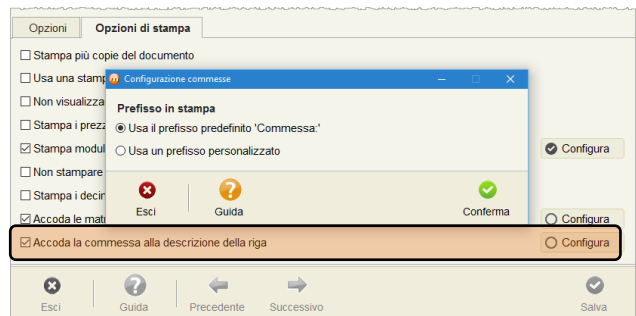 Opzioni
Opzioni di stampa
Stampa più copie del documento
Usa una stamp
Configurazione commesse
Non visualizza
Prefisso in stampa
Stampa i prezz
Usa il prefisso predefinito 'Commessa:'
Stampa modul
Usa un prefisso personalizzato
Configura
Non stampare
Stampa i decim
Esci
Guida
Conferma
Accoda le mat
Configura
Accoda la commessa alla descrizione della riga
Configura
Esci
Guida
Precedente
Successivo
Salva